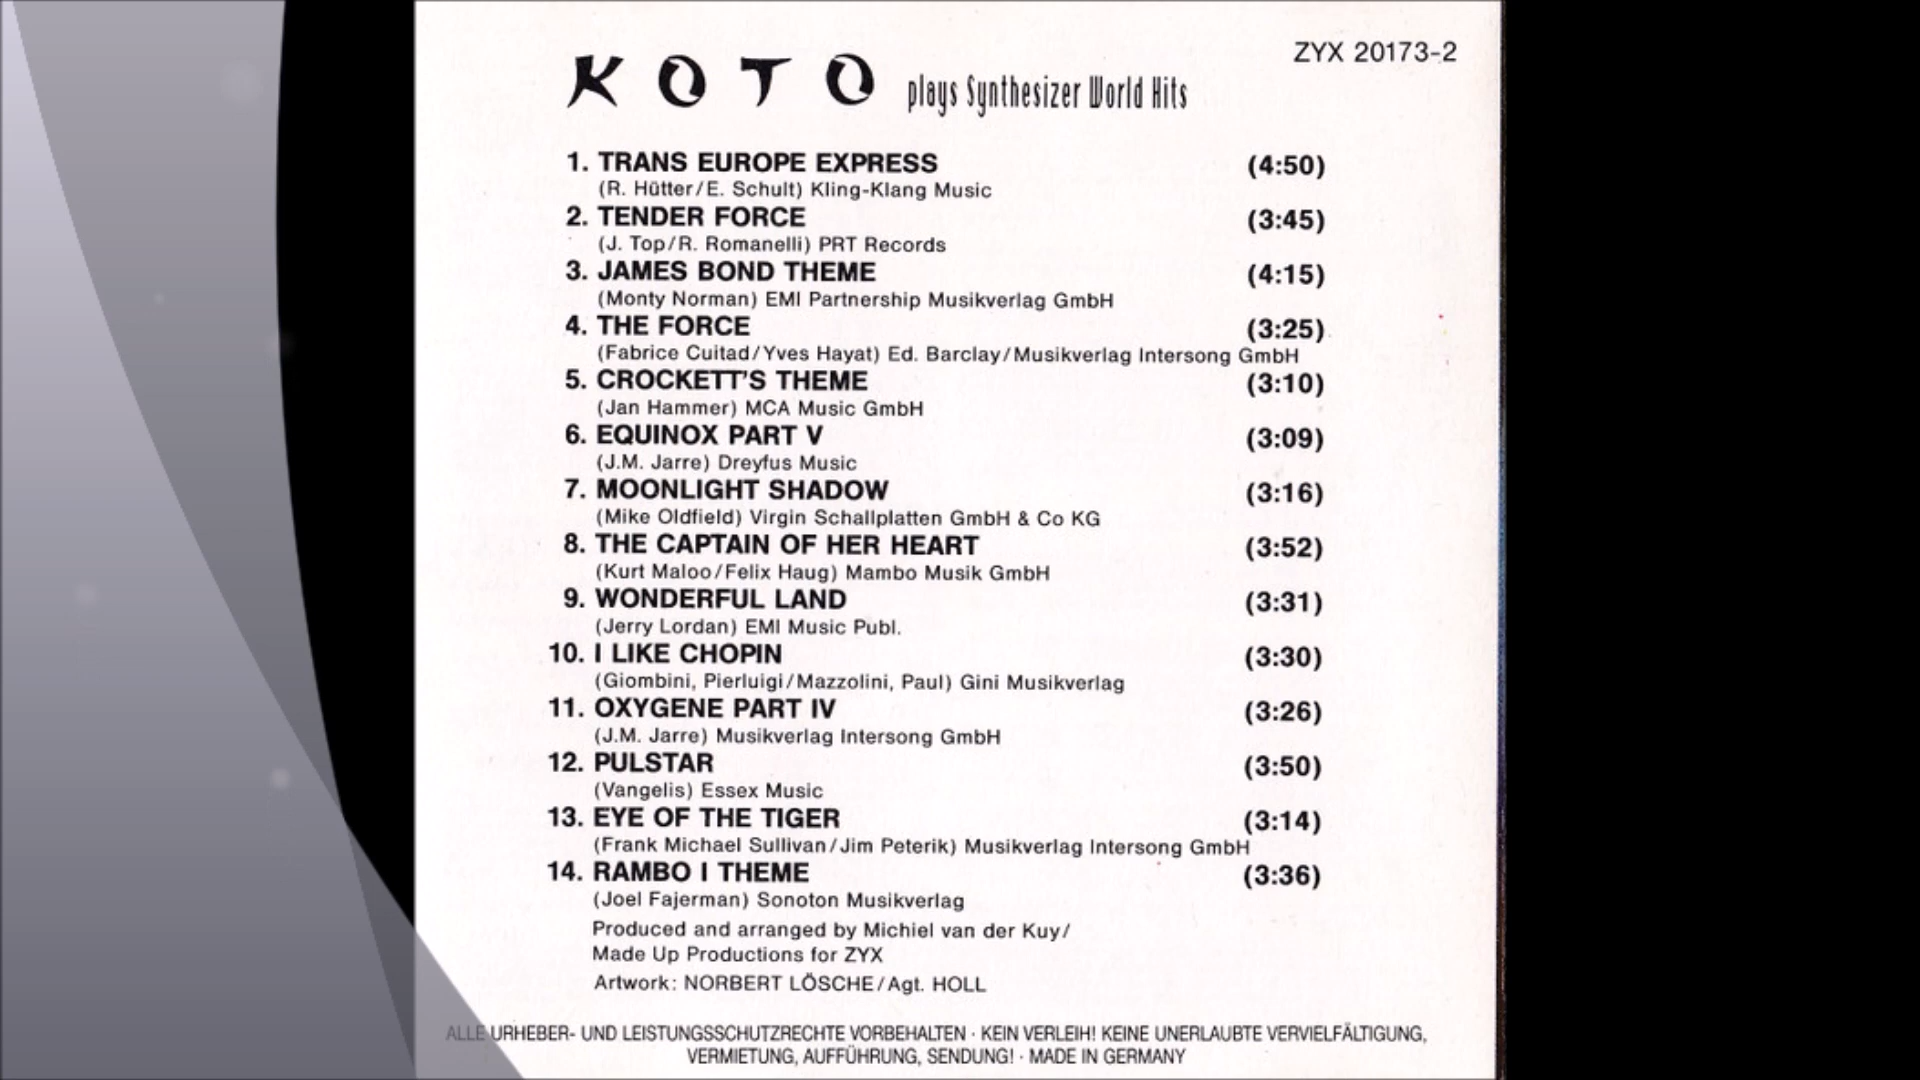 KOTO plays Synthesizer World Hits
ZYX 20173-2
1. TRANS EUROPE EXPRESS (4:50)
(R. Hütter/E. Schult) Kling-Klang Music
2. TENDER FORCE (3:45)
(J. Top/R. Romanelli) PRT Records
3. JAMES BOND THEME (4:15)
(Monty Norman) EMI Partnership Musikverlag GmbH
4. THE FORCE (3:25)
(Fabrice Cuitad/Yves Hayat) Ed. Barclay/Musikverlag Intersong GmbH
5. CROCKETT'S THEME (3:10)
(Jan Hammer) MCA Music GmbH
6. EQUINOX PART V (3:09)
(J.M. Jarre) Dreyfus Music
7. MOONLIGHT SHADOW (3:16)
(Mike Oldfield) Virgin Schallplatten GmbH & Co KG
8. THE CAPTAIN OF HER HEART (3:52)
(Kurt Maloo/Felix Haug) Mambo Musik GmbH
9. WONDERFUL LAND (3:31)
(Jerry Lordan) EMI Music Publ.
10. I LIKE CHOPIN (3:30)
(Giombini, Pierluigi/Mazzolini, Paul) Gini Musikverlag
11. OXYGENE PART IV (3:26)
(J.M. Jarre) Musikverlag Intersong GmbH
12. PULSTAR (3:50)
(Vangelis) Essex Music
13. EYE OF THE TIGER (3:14)
(Frank Michael Sullivan/Jim Peterik) Musikverlag Intersong GmbH
14. RAMBO I THEME (3:36)
(Joel Fajerman) Sonoton Musikverlag
Produced and arranged by Michiel van der Kuy/
Made Up Productions for ZYX
Artwork: NORBERT LÖSCHE/Agt. HOLL
ALLE URHEBER- UND LEISTUNGSSCHUTZRECHTE VORBEHALTEN · KEIN VERLEIH! KEINE UNERLAUBTE VERVIELFÄLTIGUNG,
VERMIETUNG, AUFFÜHRUNG, SENDUNG! · MADE IN GERMANY